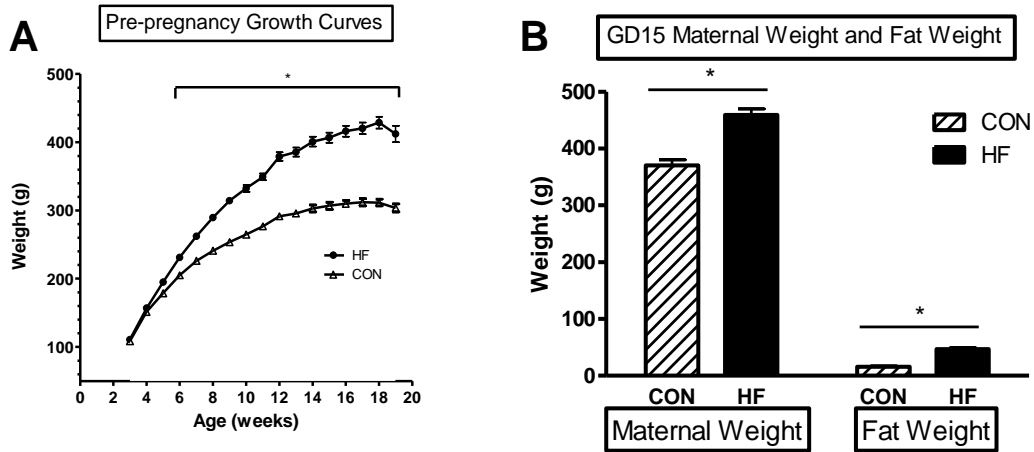 A
Pre-pregnancy Growth Curves
*
500
400
300
200
100
Weight (g)
HF
CON
0 2 4 6 8 10 12 14 16 18 20
Age (weeks)
B
GD15 Maternal Weight and Fat Weight
*
*
CON
HF
500
400
300
200
100
0
Weight (g)
CON HF CON HF
Maternal Weight Fat Weight